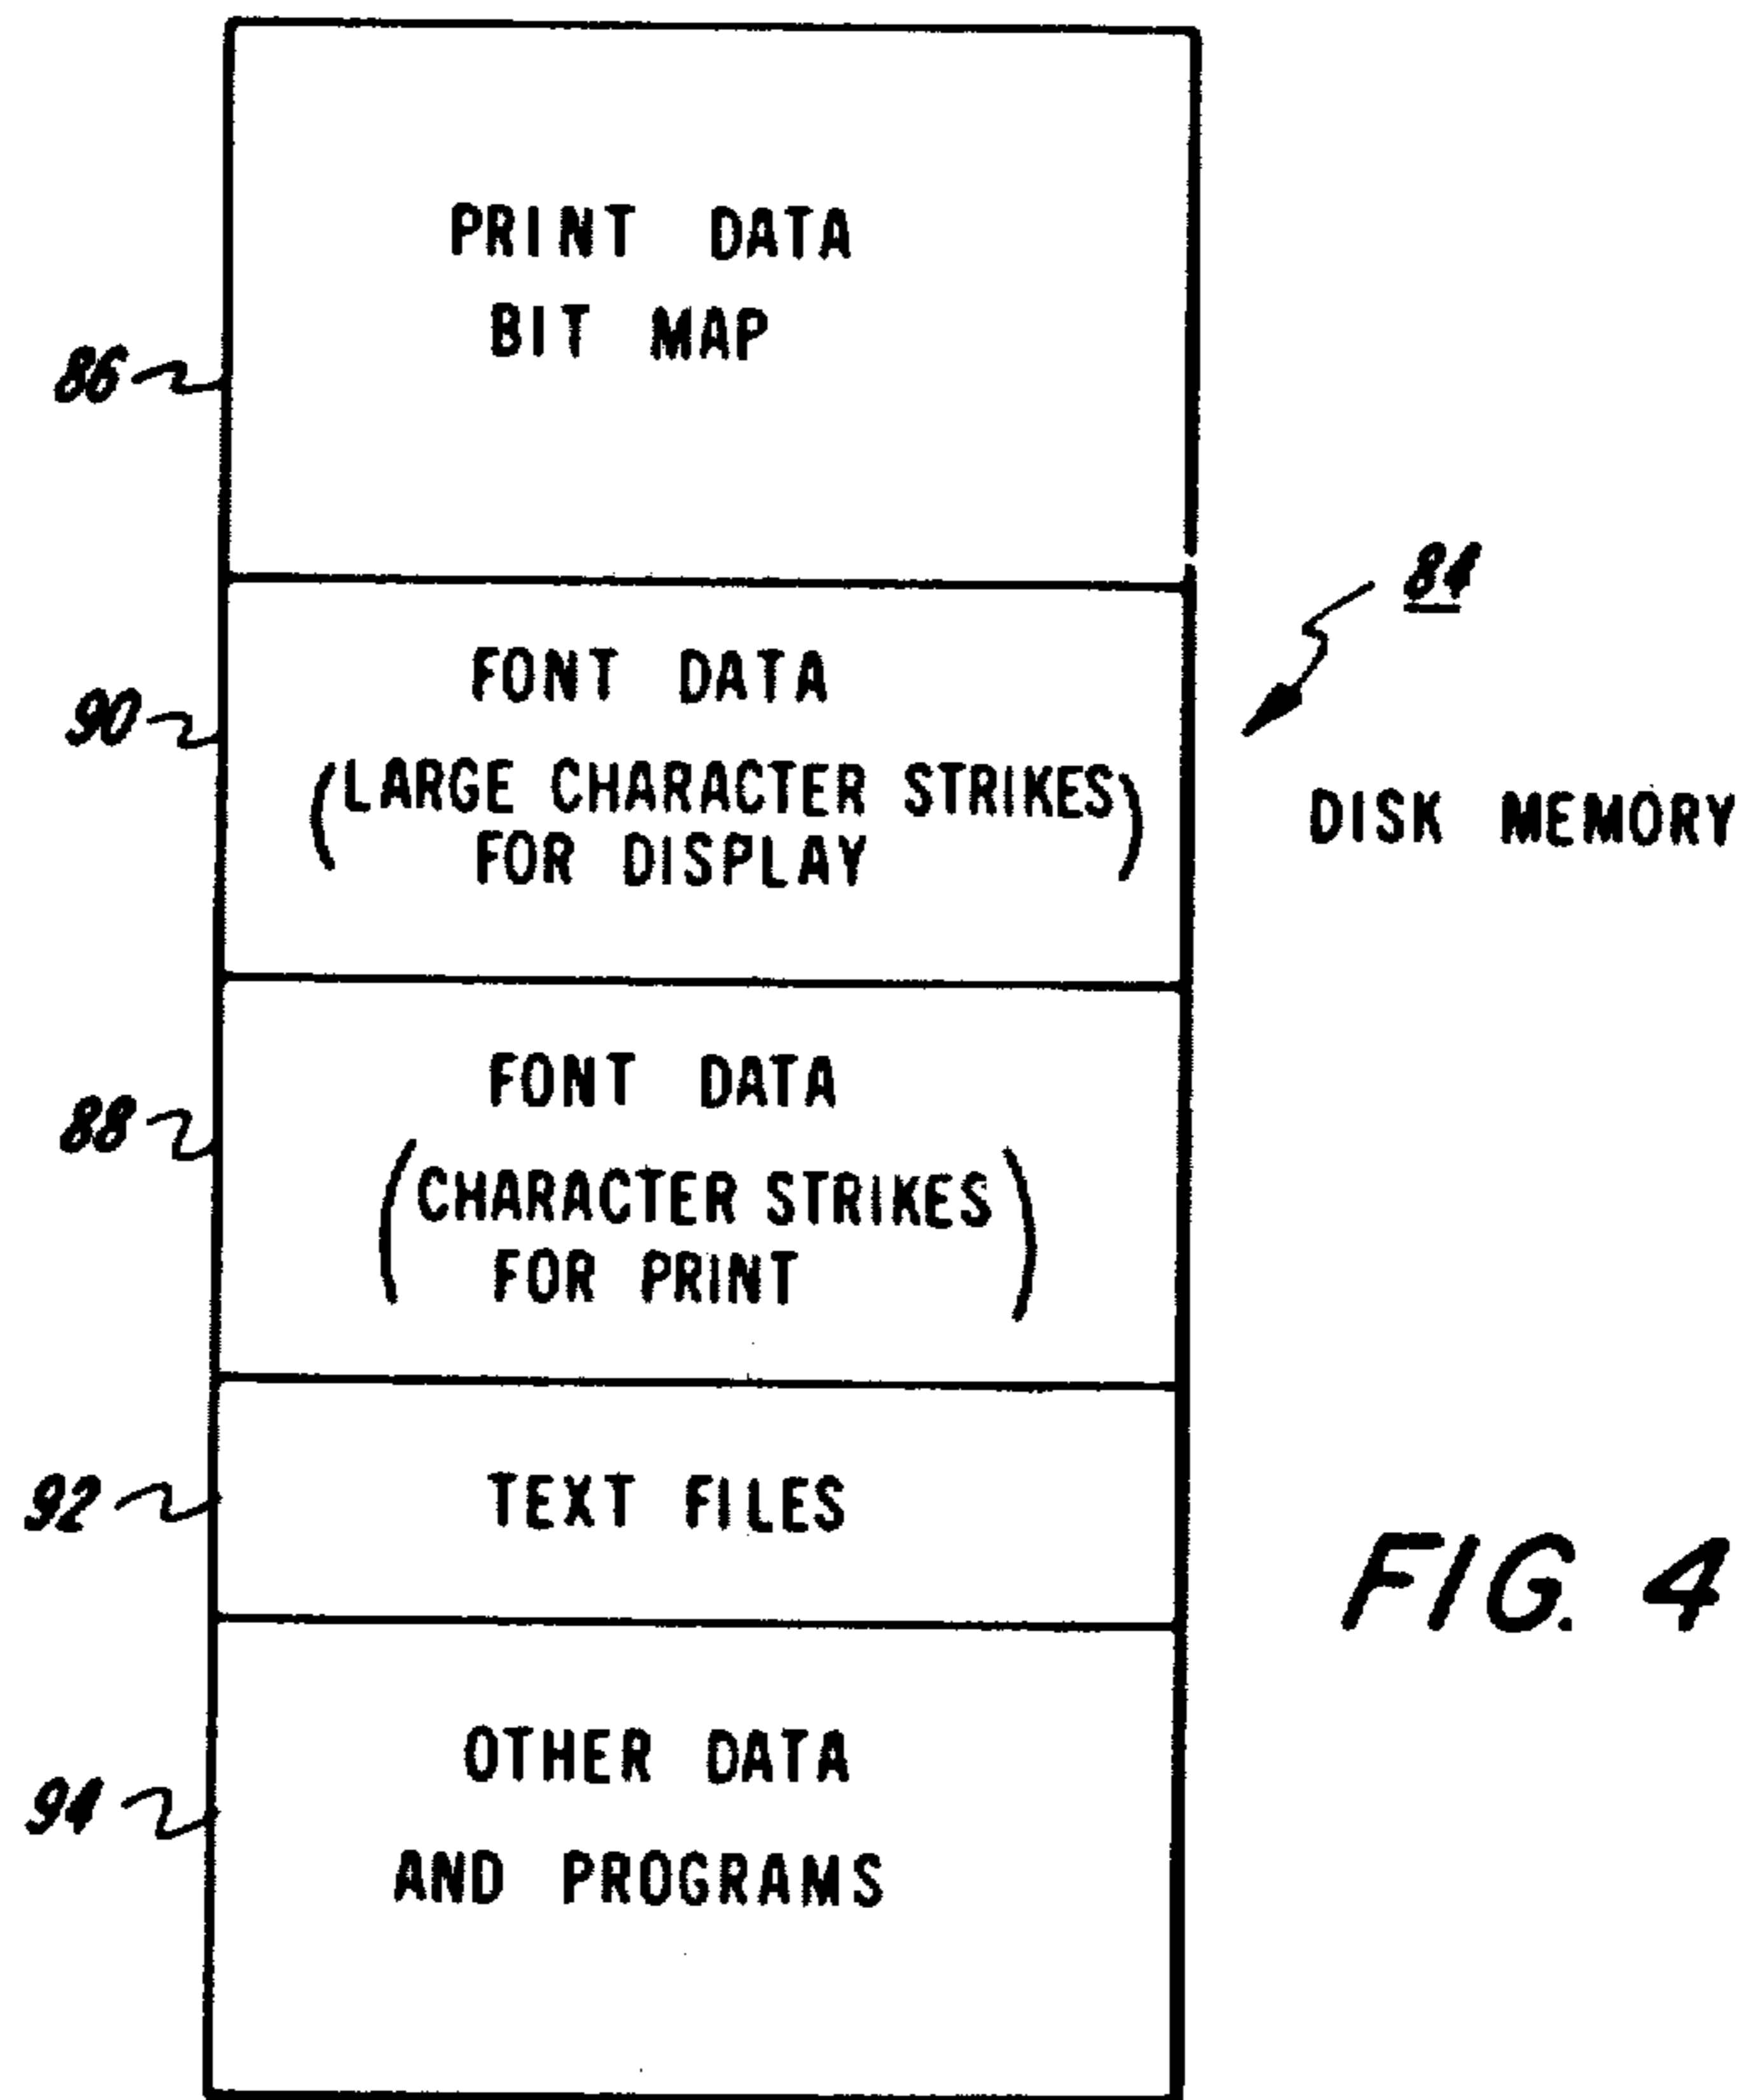 PRINT DATA
BIT MAP
86
84
FONT DATA
90
(LARGE CHARACTER STRIKES)
FOR DISPLAY
DISK MEMORY
FONT DATA
88
(CHARACTER STRIKES)
FOR PRINT
92
TEXT FILES
FIG. 4
OTHER DATA
94
AND PROGRAMS